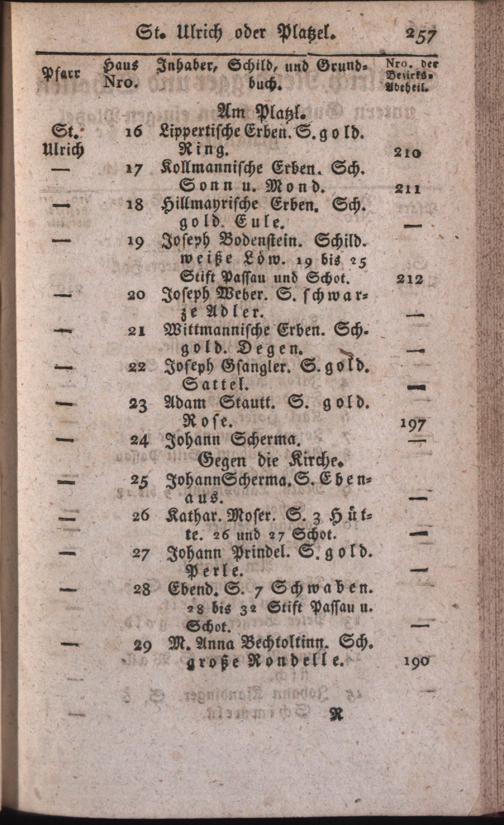 St. Ulrich oder Platzel. 257
Pfarr Haus Nro. Inhaber, Schild, und Grund=buch. Nro. der Bezirks=Abtheil.
Am Platzl.
St. 16 Lippertische Erben. S. gold.
Ulrich Ring. 210
— 17 Kollmannische Erben. Sch.
Sonn u. Mond. 211
— 18 Hillmayrische Erben. Sch.
gold. Eule. —
— 19 Joseph Bodenstein. Schild.
weiße Löw. 19 bis 25
Stift Passau und Schot. 212
— 20 Joseph Weber. S. schwar=
ze Adler. —
— 21 Wittmannische Erben. Sch-
gold. Degen. —
— 22 Joseph Gsangler. S. gold.
Sattel. —
— 23 Adam Stautt. S. gold.
Rose. 197
— 24 Johann Scherma. —
Gegen die Kirche.
— 25 Johann Scherma. S. Eben-
aus. —
— 26 Kathar. Moser. S. 3 Hüt=
te. 26 und 27 Schot. —
— 27 Johann Prindel. S. gold.
Perle. —
— 28 Ebend. S. 7 Schwaben.
28 bis 32 Stift Passau u.
Schot. —
— 29 M. Anna Bechtoltinn. Sch.
große Rondelle. 190
R